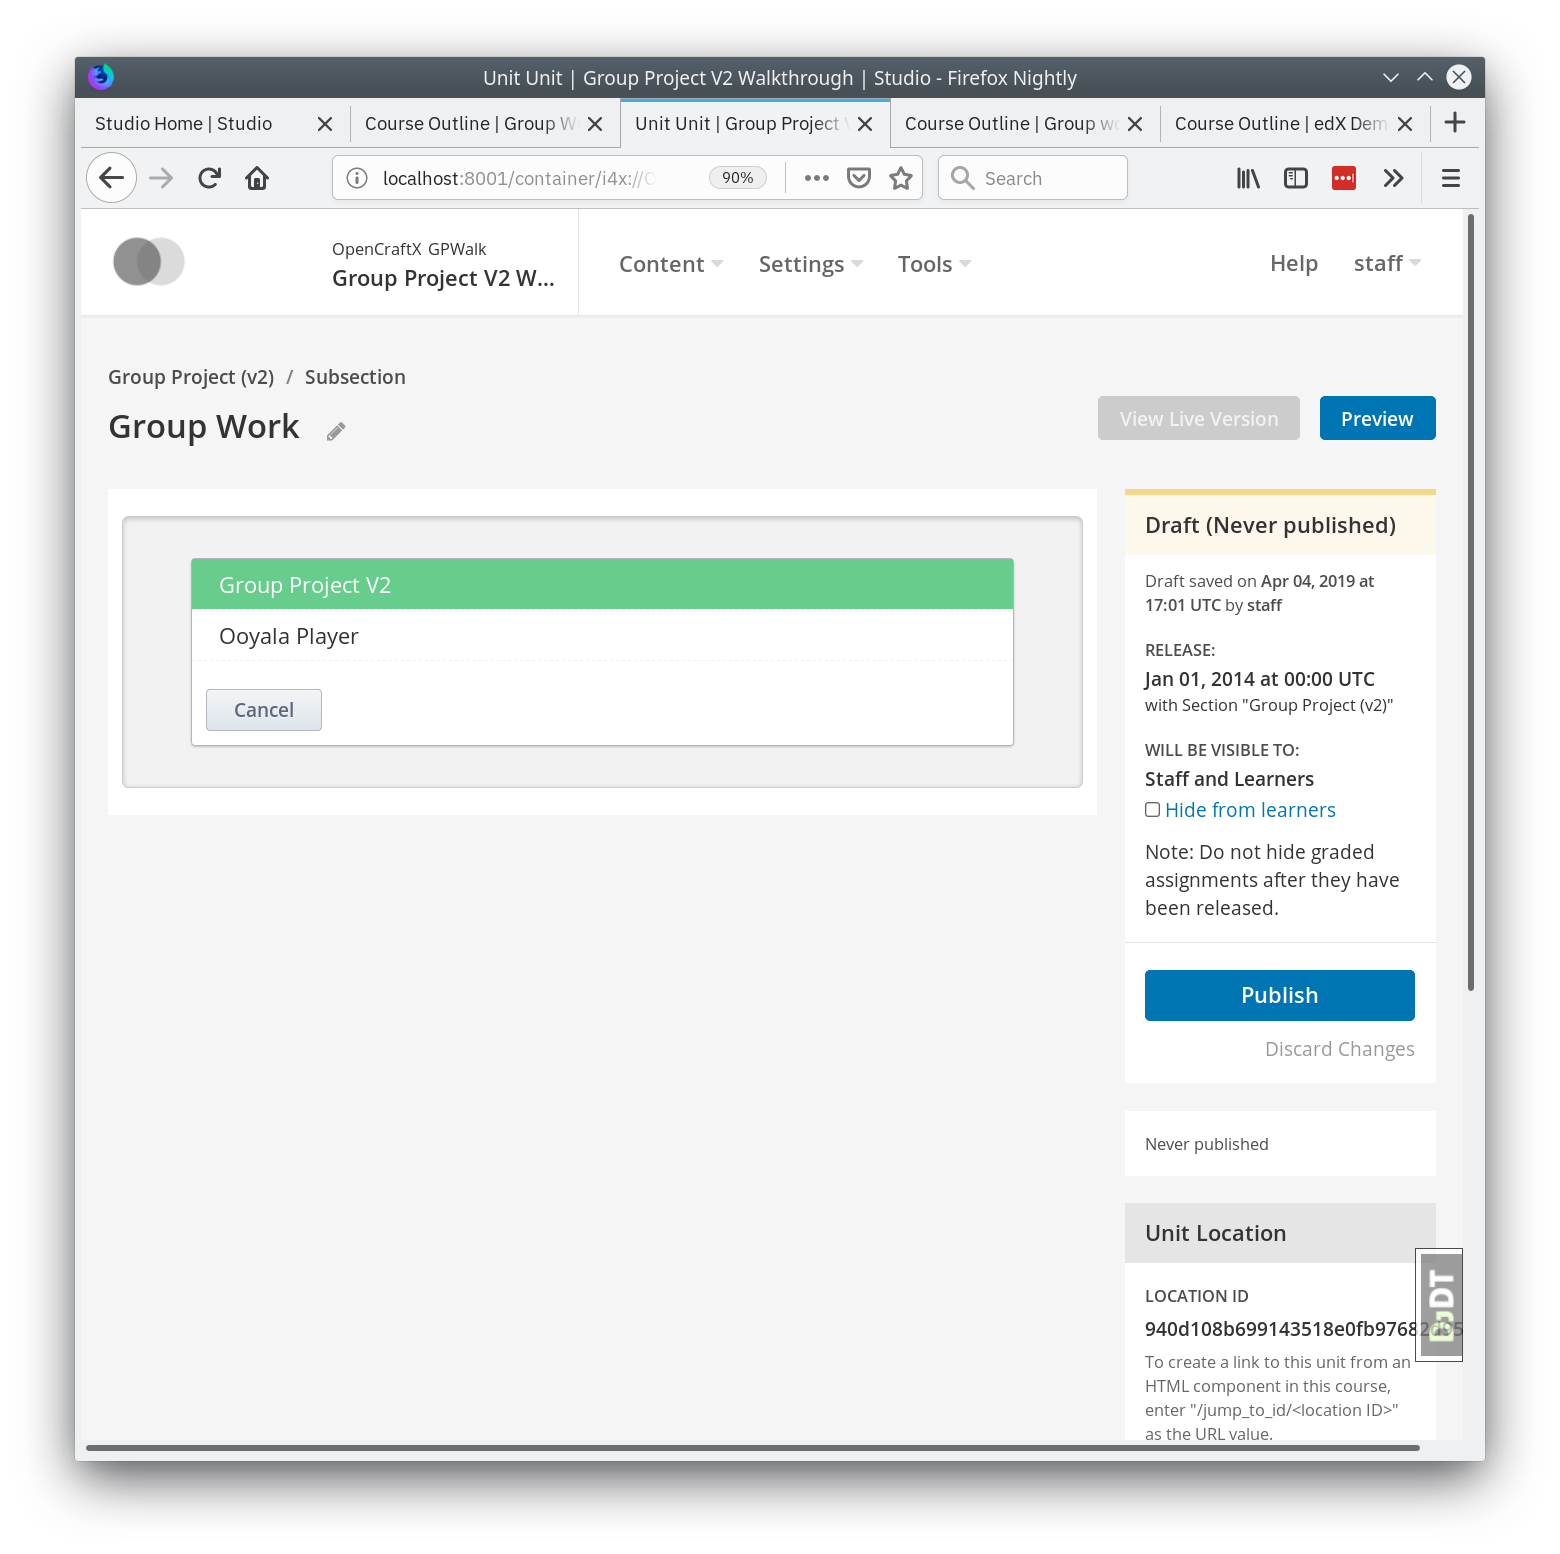 Unit Unit | Group Project V2 Walkthrough | Studio - Firefox Nightly
Studio Home | Studio
Course Outline | Group W
Unit Unit | Group Project
Course Outline | Group wo
Course Outline | edX Dem
localhost:8001/container/i4x://O
90%
Search
OpenCraftX GPWalk
Group Project V2 W...
Content
Settings
Tools
Help
staff
Group Project (v2) / Subsection
Group Work
View Live Version
Preview
Group Project V2
Ooyala Player
Cancel
Draft (Never published)
Draft saved on Apr 04, 2019 at
17:01 UTC by staff
RELEASE:
Jan 01, 2014 at 00:00 UTC
with Section "Group Project (v2)"
WILL BE VISIBLE TO:
Staff and Learners
Hide from learners
Note: Do not hide graded
assignments after they have
been released.
Publish
Discard Changes
Never published
Unit Location
LOCATION ID
940d108b699143518e0fb97682d95
DjDT
To create a link to this unit from an
HTML component in this course,
enter "/jump_to_id/<location ID>"
as the URL value.